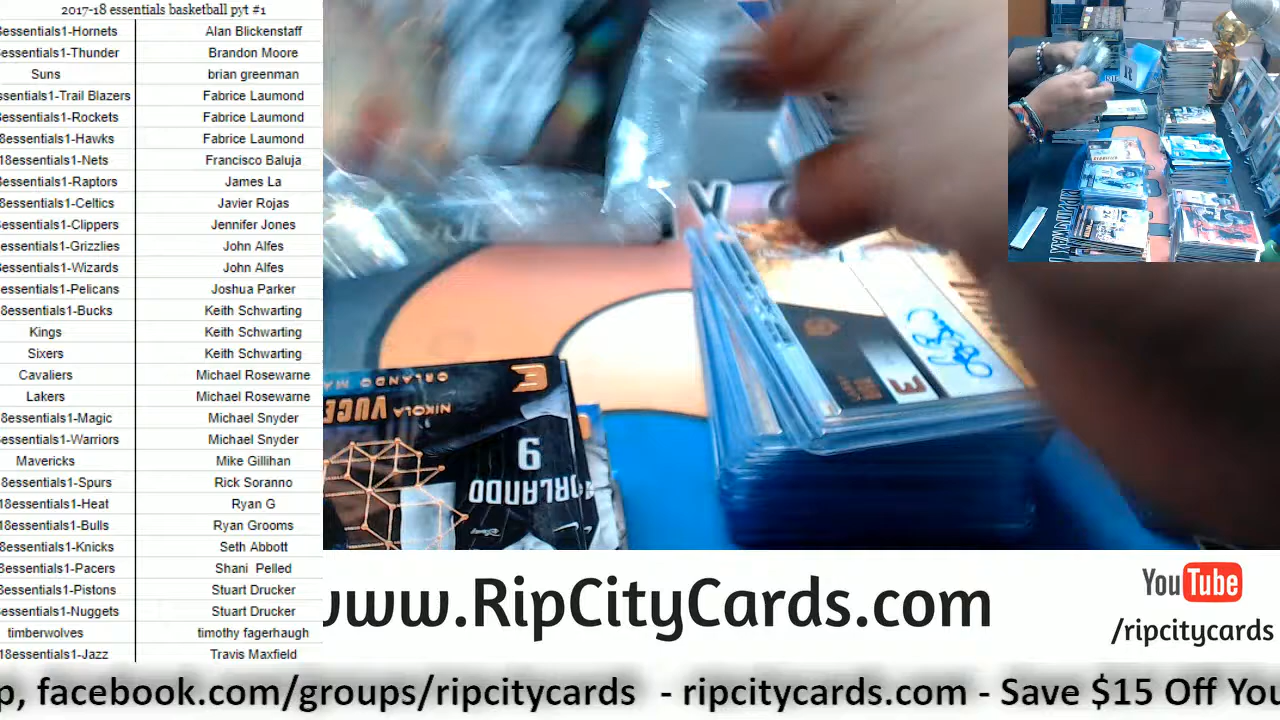 2017-18 essentials basketball pyt #1
8essentials1-Hornets Alan Blickenstaff
8essentials1-Thunder Brandon Moore
Suns brian greenman
ssentials1-Trail Blazers Fabrice Laumond
essentials1-Rockets Fabrice Laumond
8essentials1-Hawks Fabrice Laumond
18essentials1-Nets Francisco Baluja
8essentials1-Raptors James La
8essentials1-Celtics Javier Rojas
8essentials1-Clippers Jennifer Jones
essentials1-Grizzlies John Alfes
8essentials1-Wizards John Alfes
essentials1-Pelicans Joshua Parker
8essentials1-Bucks Keith Schwarting
Kings Keith Schwarting
Sixers Keith Schwarting
Cavaliers Michael Rosewarne
Lakers Michael Rosewarne
8essentials1-Magic Michael Snyder
essentials1-Warriors Michael Snyder
Mavericks Mike Gillihan
8essentials1-Spurs Rick Soranno
18essentials1-Heat Ryan G
18essentials1-Bulls Ryan Grooms
8essentials1-Knicks Seth Abbott
8essentials1-Pacers Shani Pelled
8essentials1-Pistons Stuart Drucker
essentials1-Nuggets Stuart Drucker
timberwolves timothy fagerhaugh
18essentials1-Jazz Travis Maxfield
ORLANDO MA
NIKOLA VUCE
9
ORLANDO
www.RipCityCards.com
YouTube
/ripcitycards
p, facebook.com/groups/ripcitycards - ripcitycards.com - Save $15 Off You